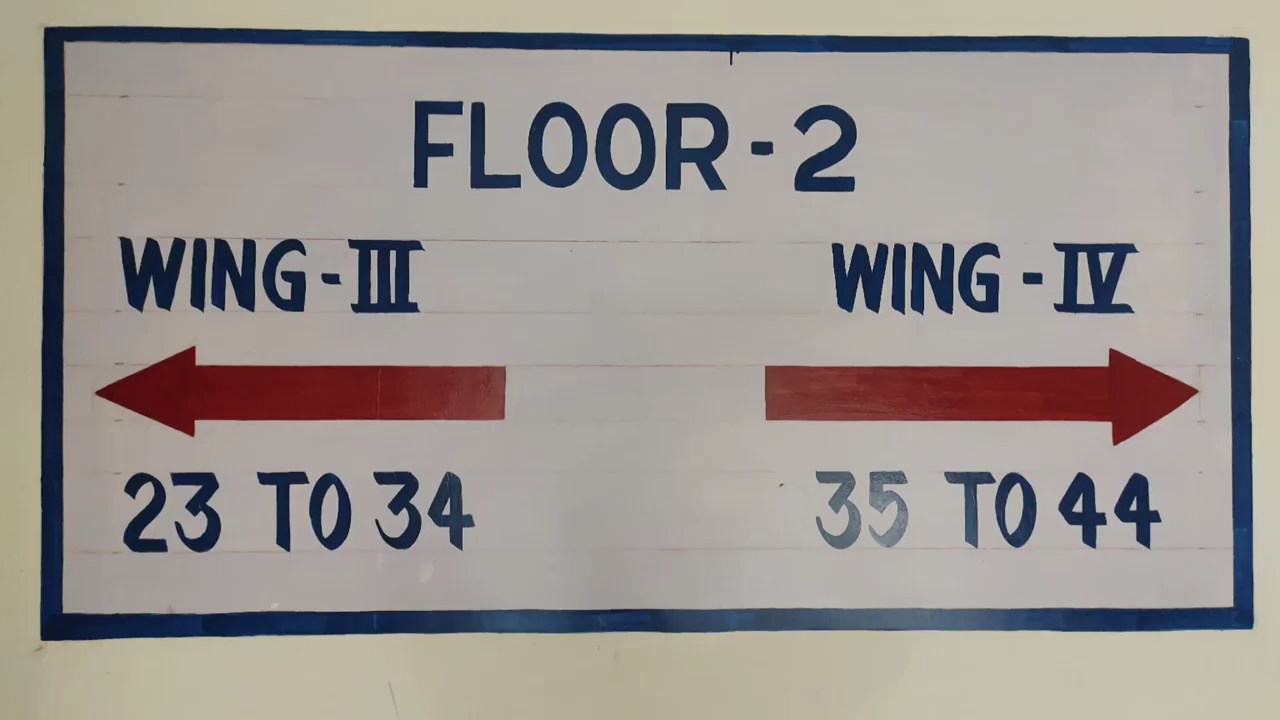 FLOOR - 2
WING - III
WING - IV
23 TO 34
35 TO 44